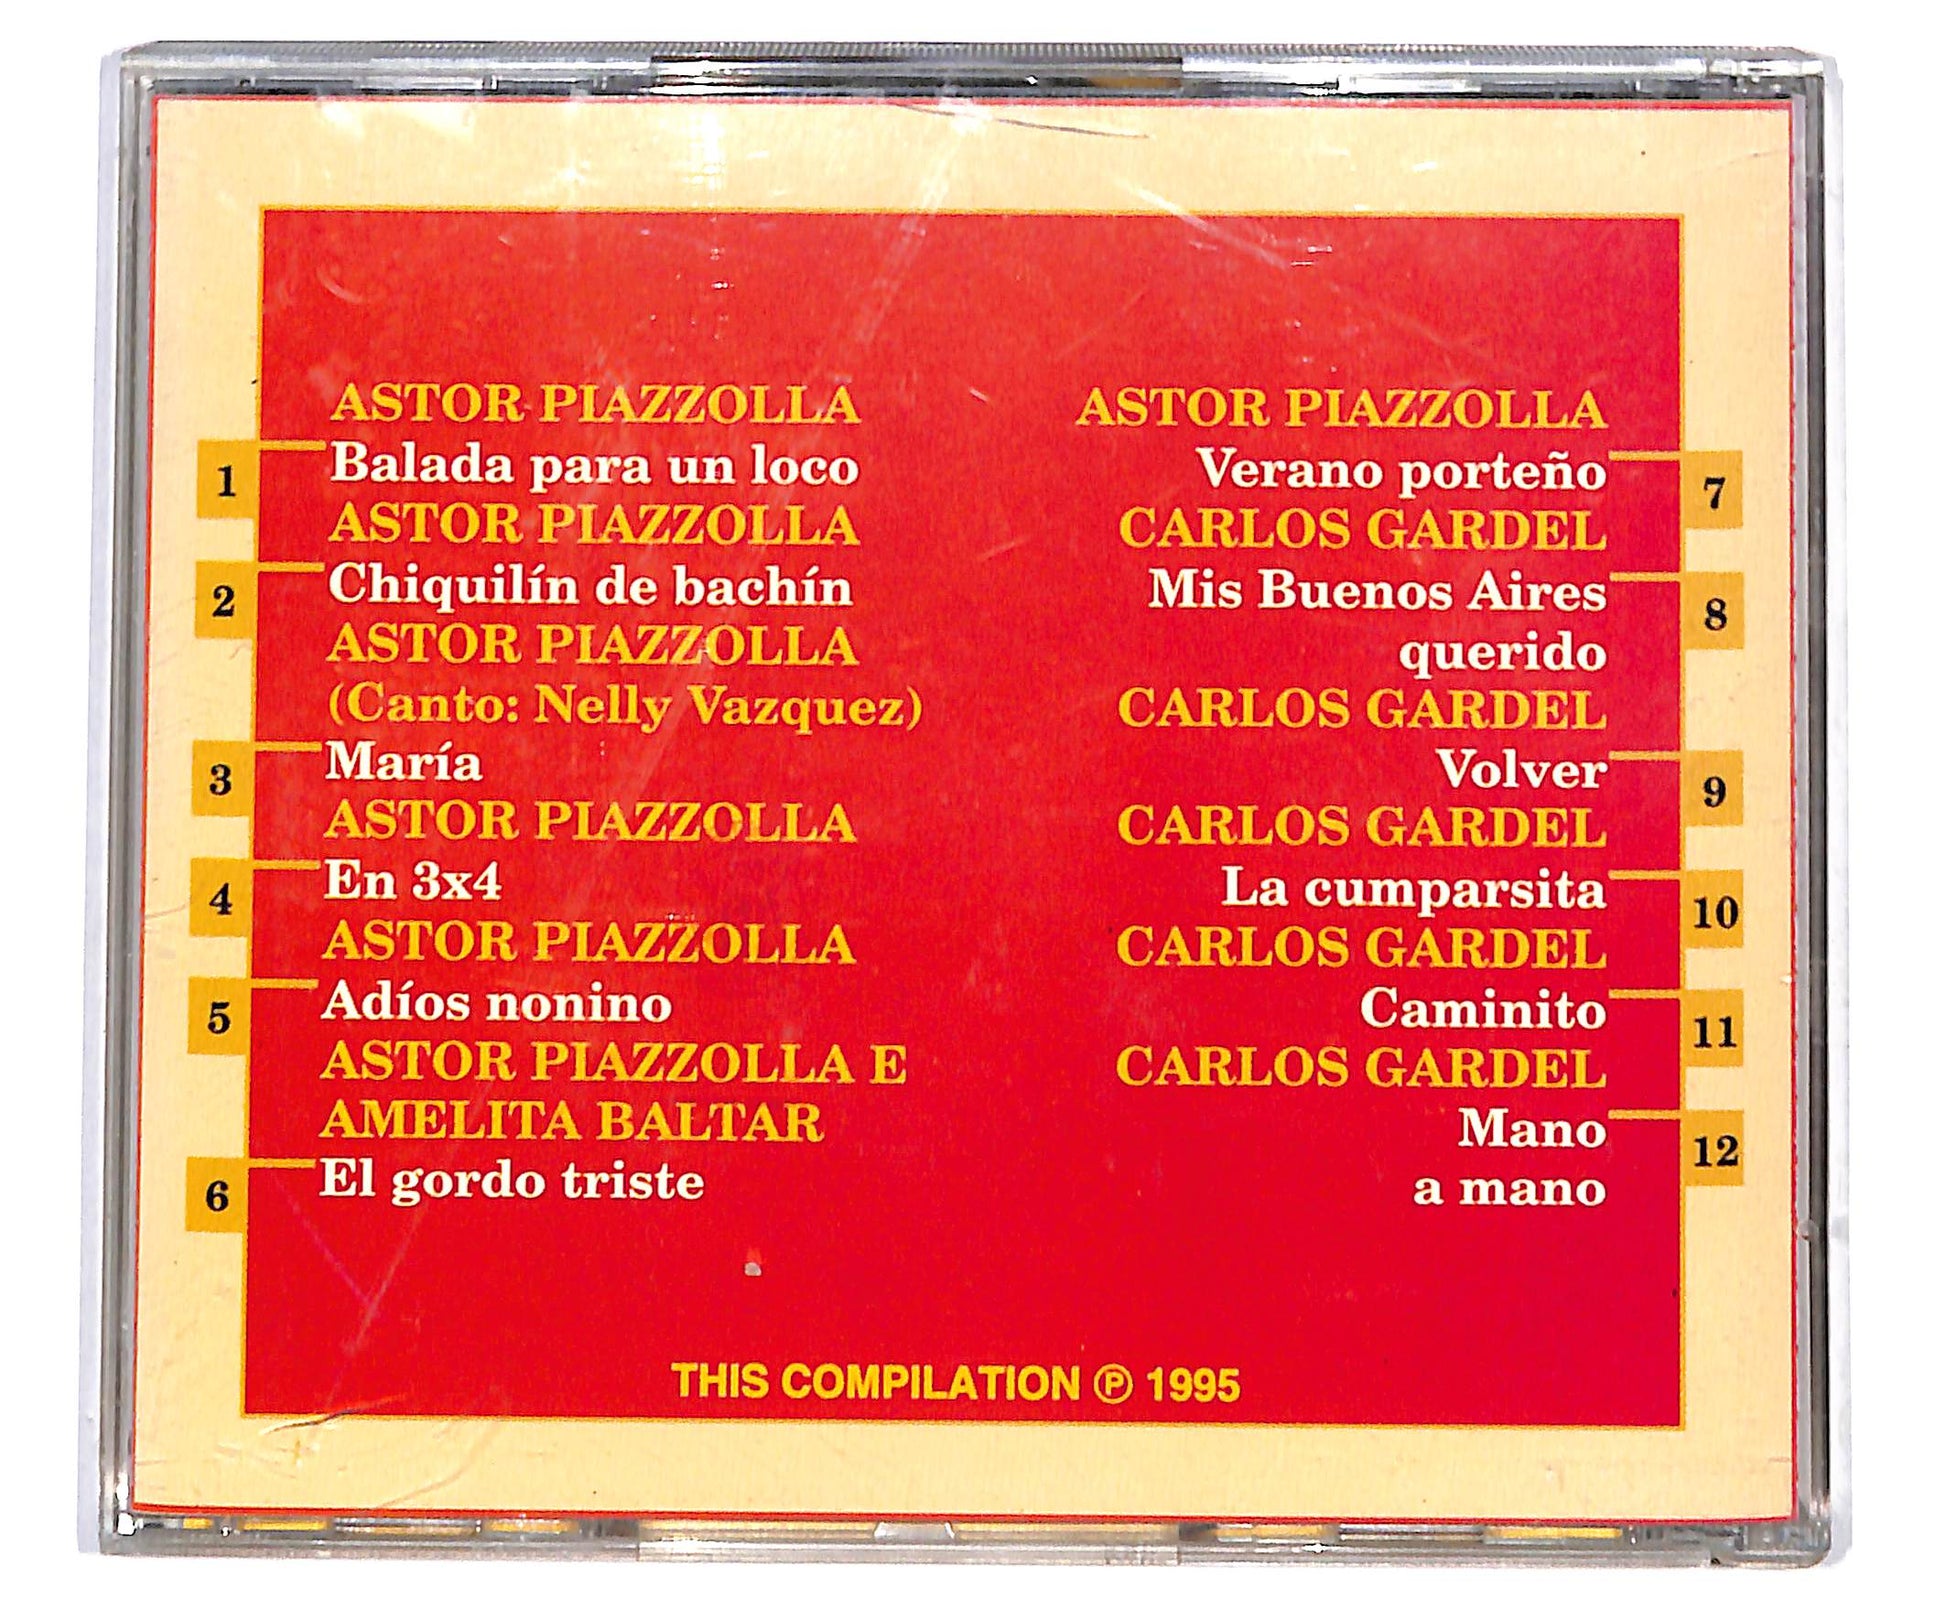 ASTOR PIAZZOLLA
1 Balada para un loco
ASTOR PIAZZOLLA
2 Chiquilín de bachín
ASTOR PIAZZOLLA
(Canto: Nelly Vazquez)
3 María
ASTOR PIAZZOLLA
4 En 3x4
ASTOR PIAZZOLLA
5 Adíos nonino
ASTOR PIAZZOLLA E
AMELITA BALTAR
6 El gordo triste
ASTOR PIAZZOLLA
Verano porteño 7
CARLOS GARDEL
Mis Buenos Aires 8
querido
CARLOS GARDEL
Volver 9
CARLOS GARDEL
La cumparsita 10
CARLOS GARDEL
Caminito 11
CARLOS GARDEL
Mano 12
a mano
THIS COMPILATION ℗ 1995